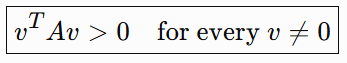 v^T Av > 0 for every v ≠ 0